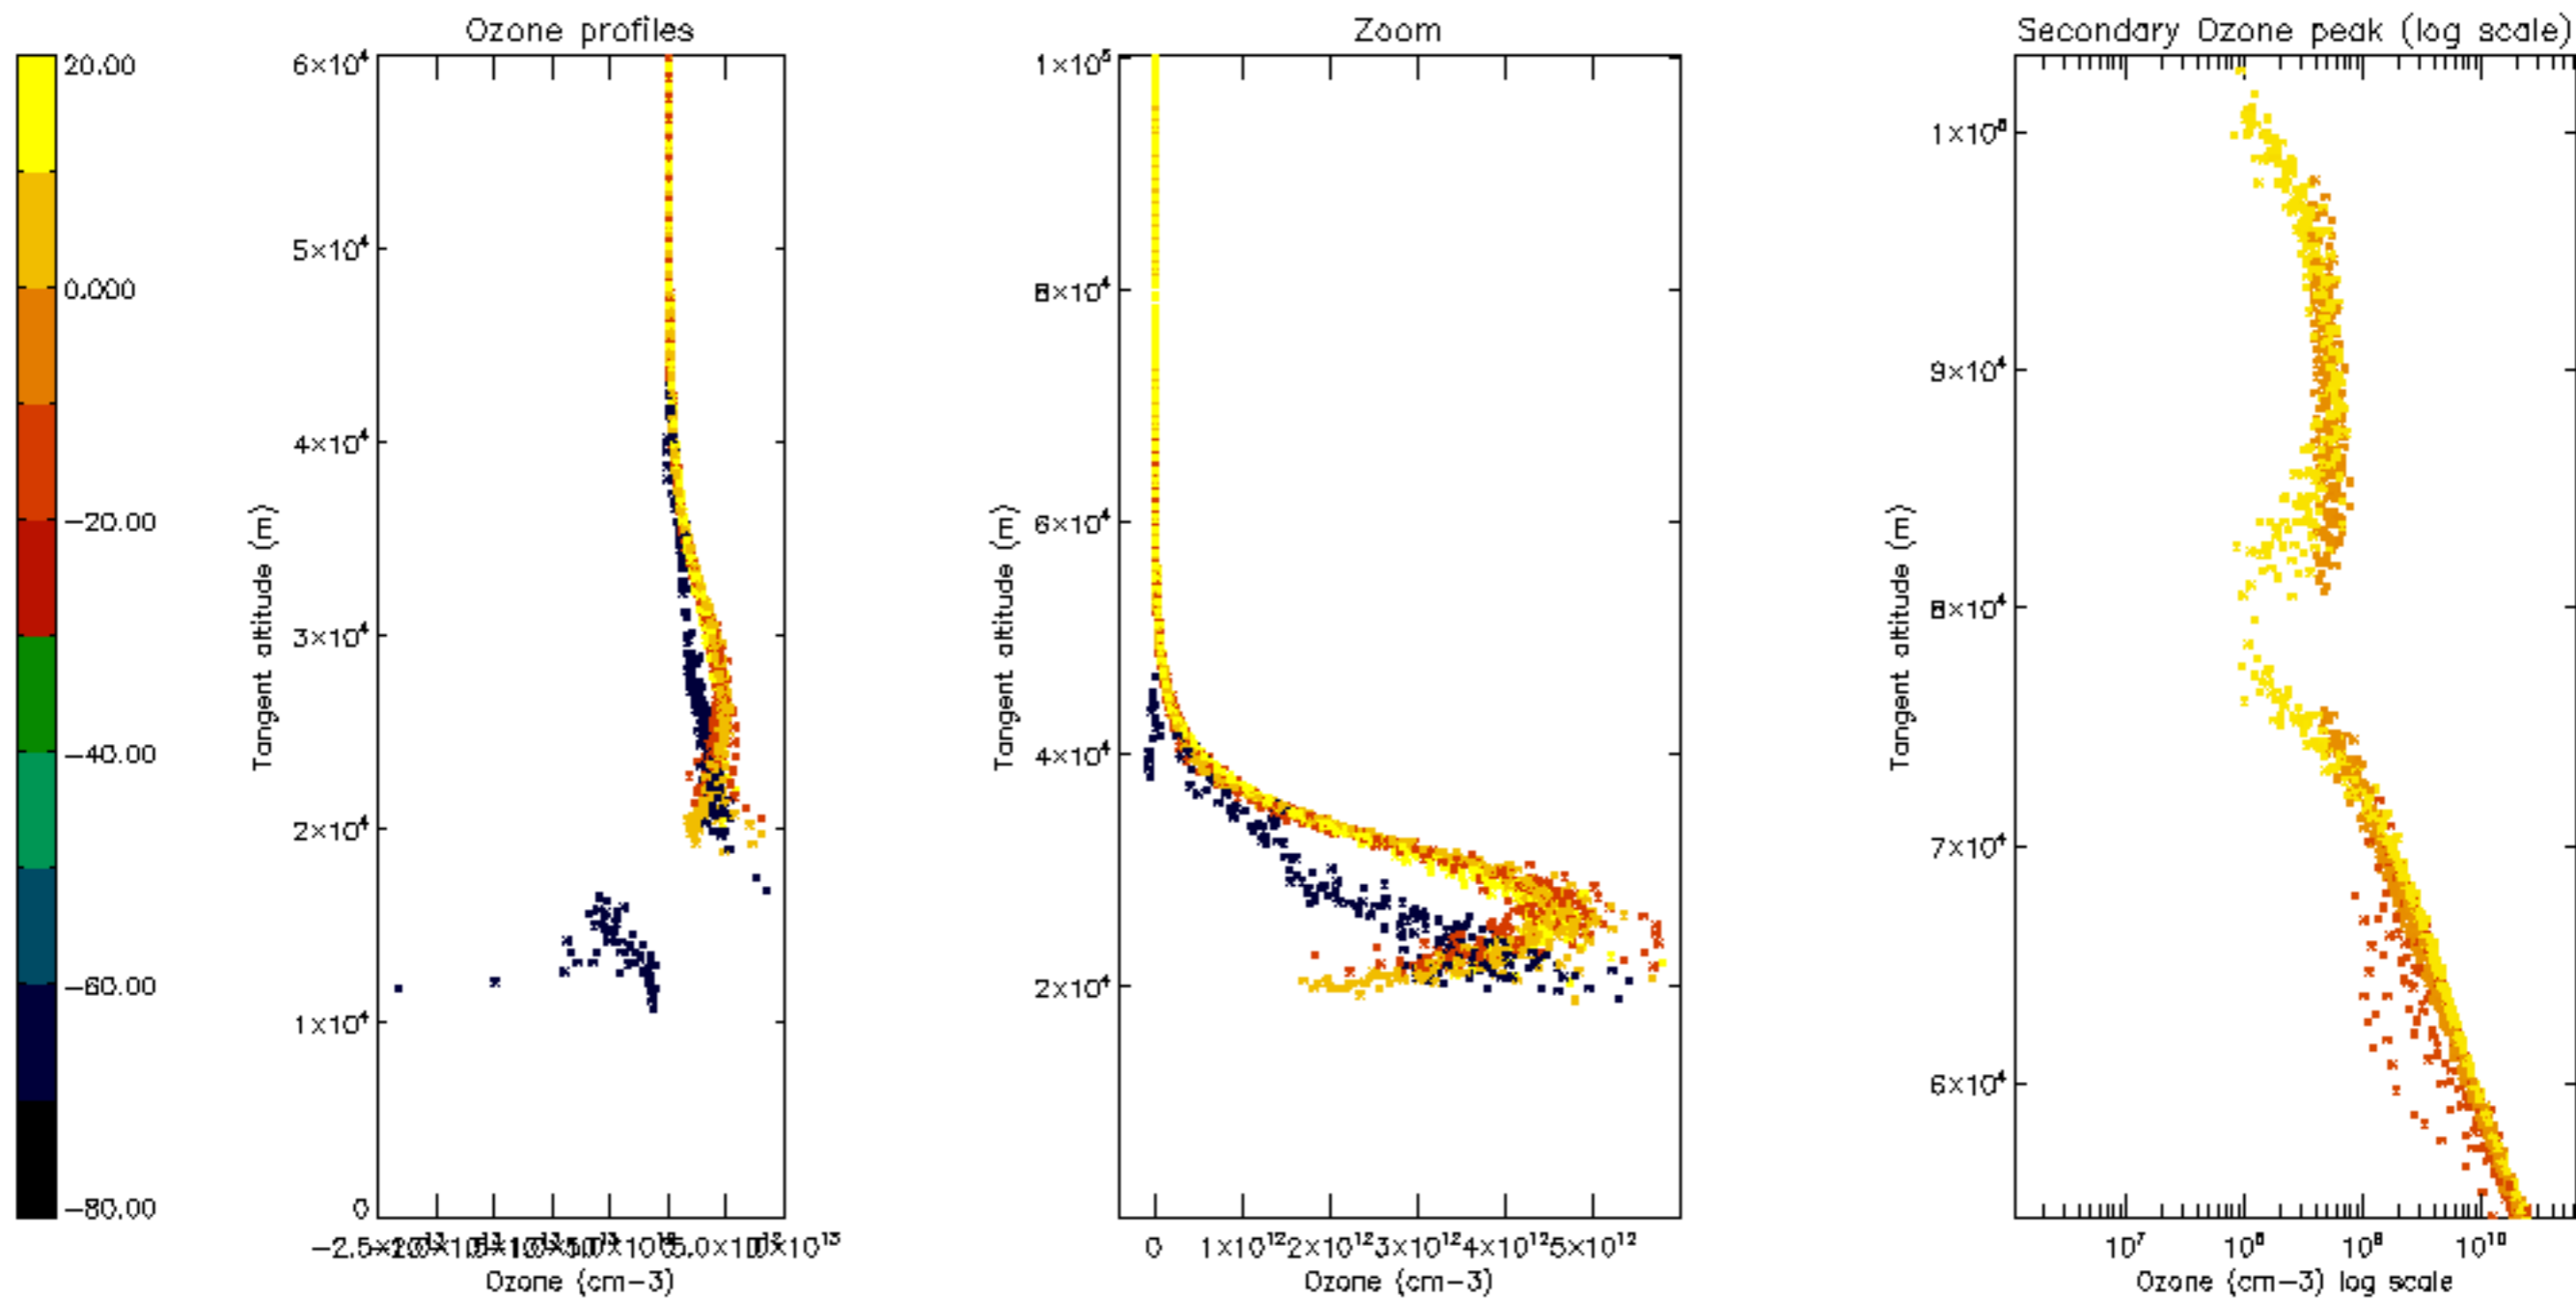 Ozone profiles
Zoom
Secondary Ozone peak (log scale)
20.00
0.000
−20.00
−40.00
−60.00
−80.00
6×10⁴
5×10⁴
4×10⁴
3×10⁴
2×10⁴
1×10⁴
0
Tangent altitude (m)
Ozone (cm−3)
1×10⁵
8×10⁴
6×10⁴
4×10⁴
2×10⁴
Tangent altitude (m)
0 1×10¹² 2×10¹² 3×10¹² 4×10¹² 5×10¹²
Ozone (cm−3)
9×10⁴
8×10⁴
7×10⁴
6×10⁴
Tangent altitude (m)
10⁷ 10⁸ 10⁹ 10¹⁰
Ozone (cm−3) log scale